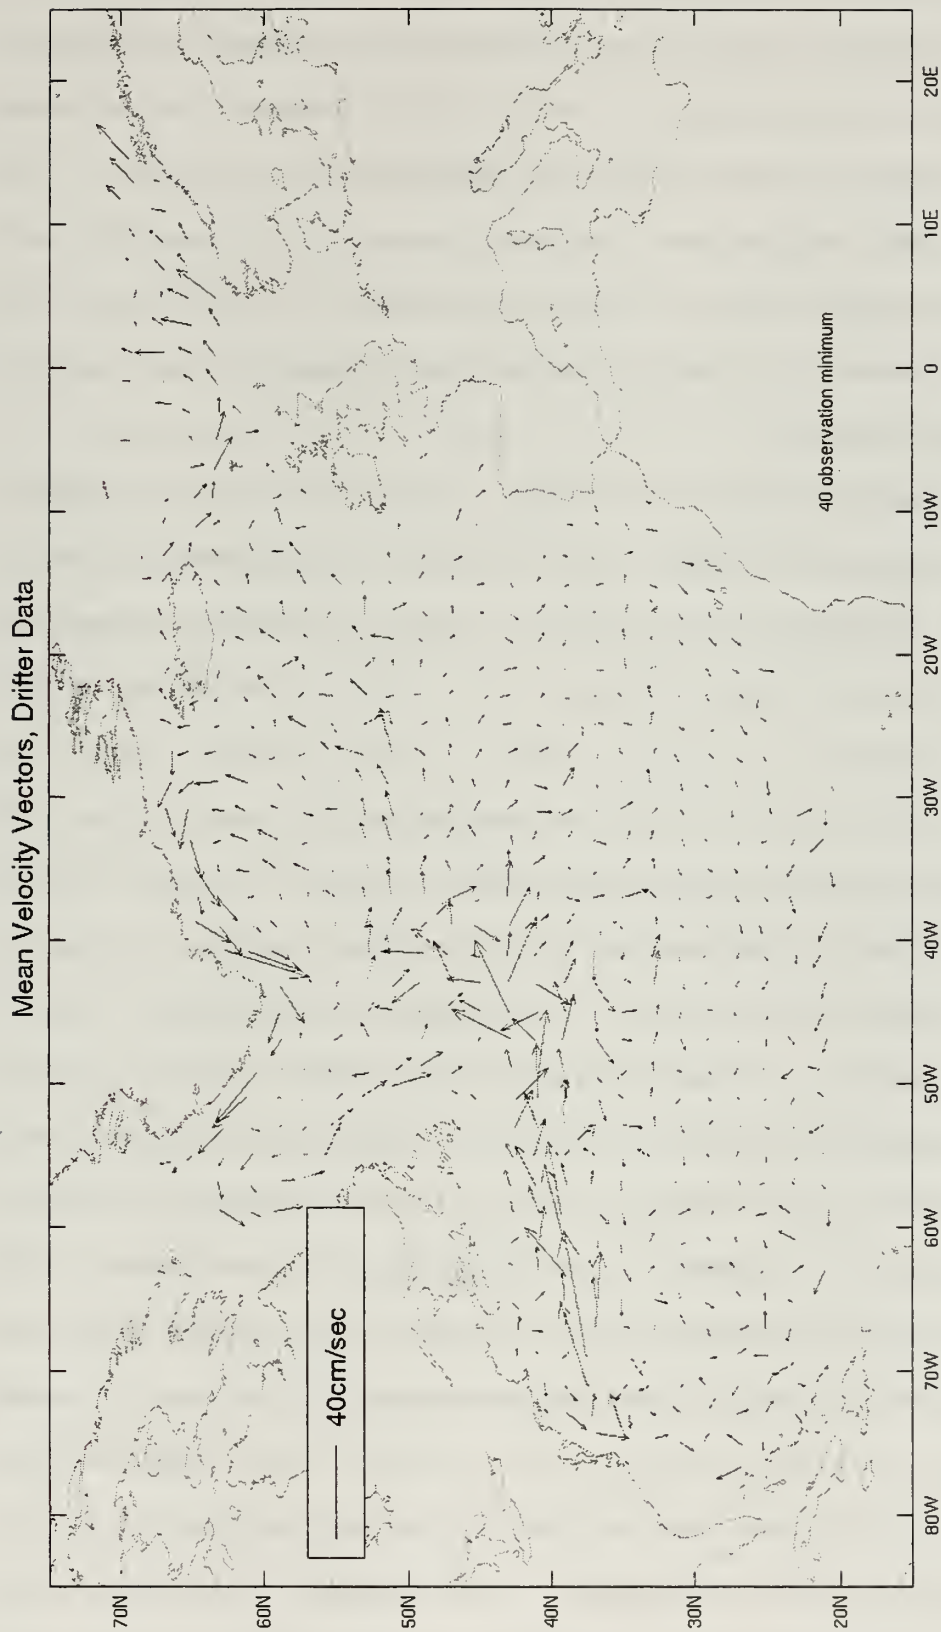 Mean Velocity Vectors, Drifter Data
70N
60N
50N
40N
30N
20N
40cm/sec
40 observation minimum
80W
70W
60W
50W
40W
30W
20W
10W
0
10E
20E